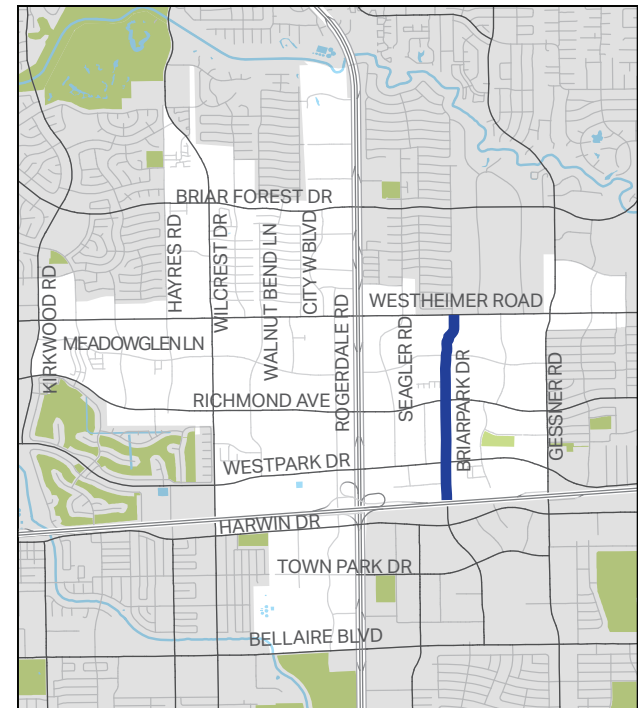 BRIAR FOREST DR
HAYRES RD
WILCREST DR
WALNUT BEND LN
CITY W BLVD
KIRKWOOD RD
WESTHEIMER ROAD
MEADOWGLEN LN
ROGERDALE RD
SEAGLER RD
BRIARPARK DR
GESSNER RD
RICHMOND AVE
WESTPARK DR
HARWIN DR
TOWN PARK DR
BELLAIRE BLVD